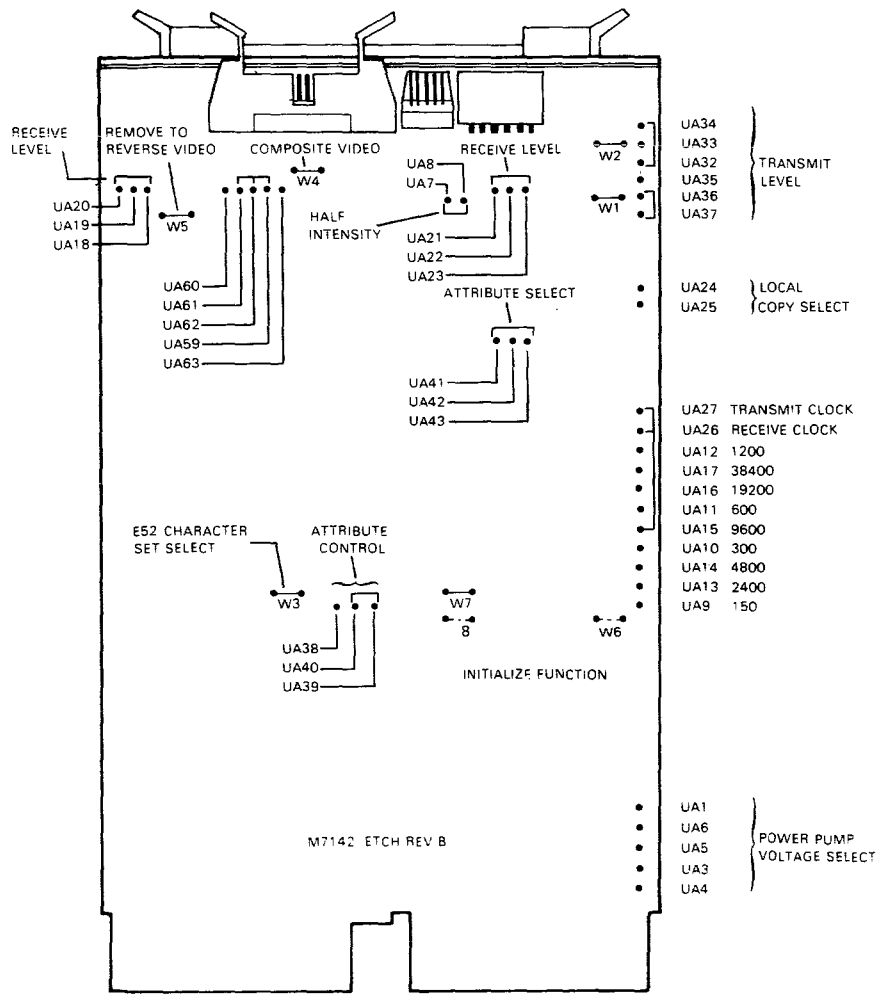 RECEIVE
LEVEL
REMOVE TO
REVERSE VIDEO
COMPOSITE VIDEO
W4
UA20
UA19
UA18
W5
UA60
UA61
UA62
UA59
UA63
UA8
UA7
HALF
INTENSITY
RECEIVE LEVEL
UA21
UA22
UA23
W2
W1
UA34
UA33
UA32
UA35
UA36
UA37
TRANSMIT
LEVEL
UA24
UA25
LOCAL
COPY SELECT
ATTRIBUTE SELECT
UA41
UA42
UA43
UA27 TRANSMIT CLOCK
UA26 RECEIVE CLOCK
UA12 1200
UA17 38400
UA16 19200
UA11 600
UA15 9600
UA10 300
UA14 4800
UA13 2400
UA9 150
E52 CHARACTER
SET SELECT
W3
ATTRIBUTE
CONTROL
UA38
UA40
UA39
W7
8
W6
INITIALIZE FUNCTION
M7142 ETCH REV B
UA1
UA6
UA5
UA3
UA4
POWER PUMP
VOLTAGE SELECT